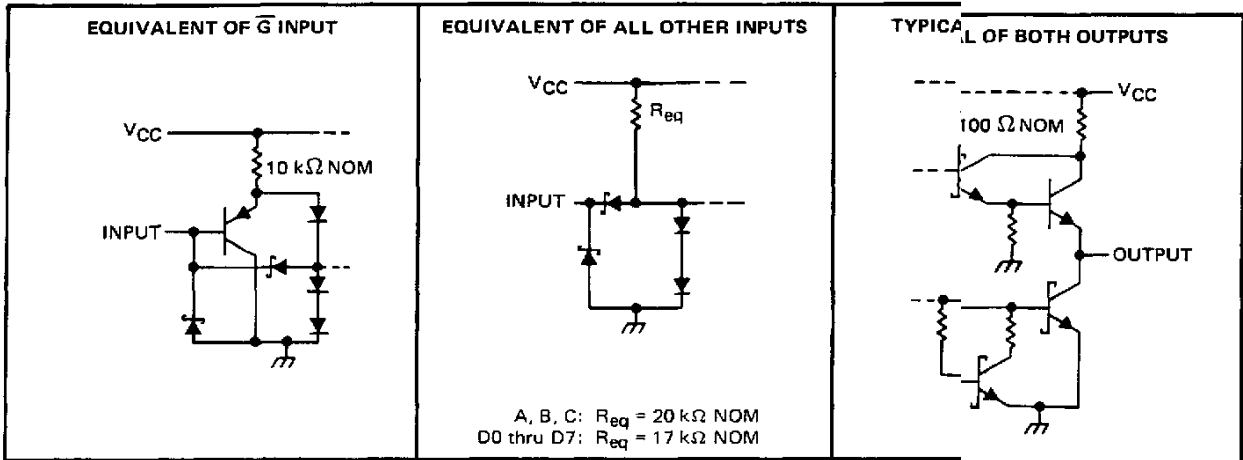 EQUIVALENT OF G̅ INPUT
VCC
10 kΩ NOM
INPUT
EQUIVALENT OF ALL OTHER INPUTS
VCC
Req
INPUT
A, B, C: Req = 20 kΩ NOM
D0 thru D7: Req = 17 kΩ NOM
TYPICAL OF BOTH OUTPUTS
VCC
100 Ω NOM
OUTPUT